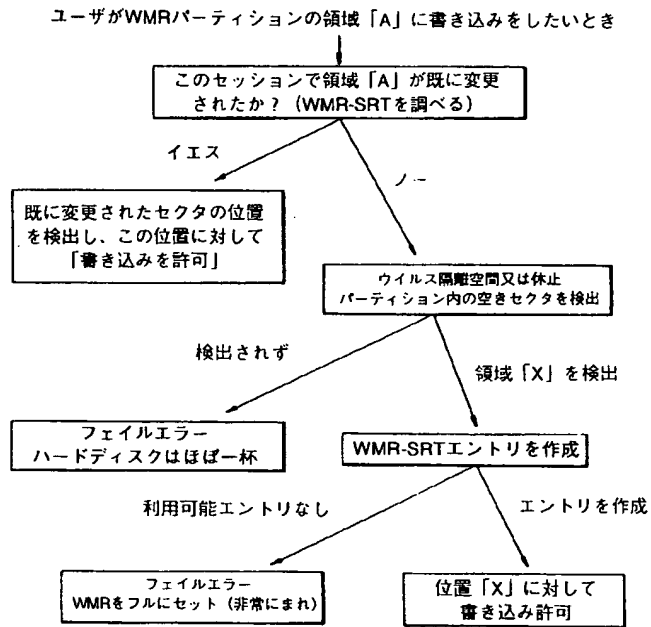 ユーザがWMRパーティションの領域「A」に書き込みをしたいとき
このセッションで領域「A」が既に変更
されたか？（WMR-SRTを調べる）
イエス
ノー
既に変更されたセクタの位置
を検出し、この位置に対して
「書き込みを許可」
ウイルス隔離空間又は休止
パーティション内の空きセクタを検出
検出されず
領域「X」を検出
フェイルエラー
ハードディスクはほぼ一杯
WMR-SRTエントリを作成
利用可能エントリなし
エントリを作成
フェイルエラー
WMRをフルにセット（非常にまれ）
位置「X」に対して
書き込み許可